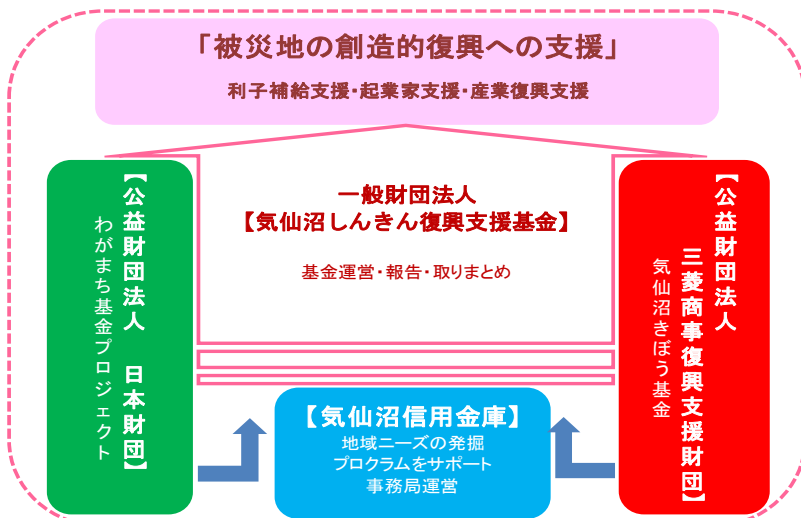 「被災地の創造的復興への支援」
利子補給支援・起業家支援・産業復興支援
【公益財団法人　日本財団】
わがまち基金プロジェクト
一般財団法人
【気仙沼しんきん復興支援基金】
基金運営・報告・取りまとめ
【公益財団法人
三菱商事復興支援財団】
気仙沼きぼう基金
【気仙沼信用金庫】
地域ニーズの発掘
プログラムをサポート
事務局運営